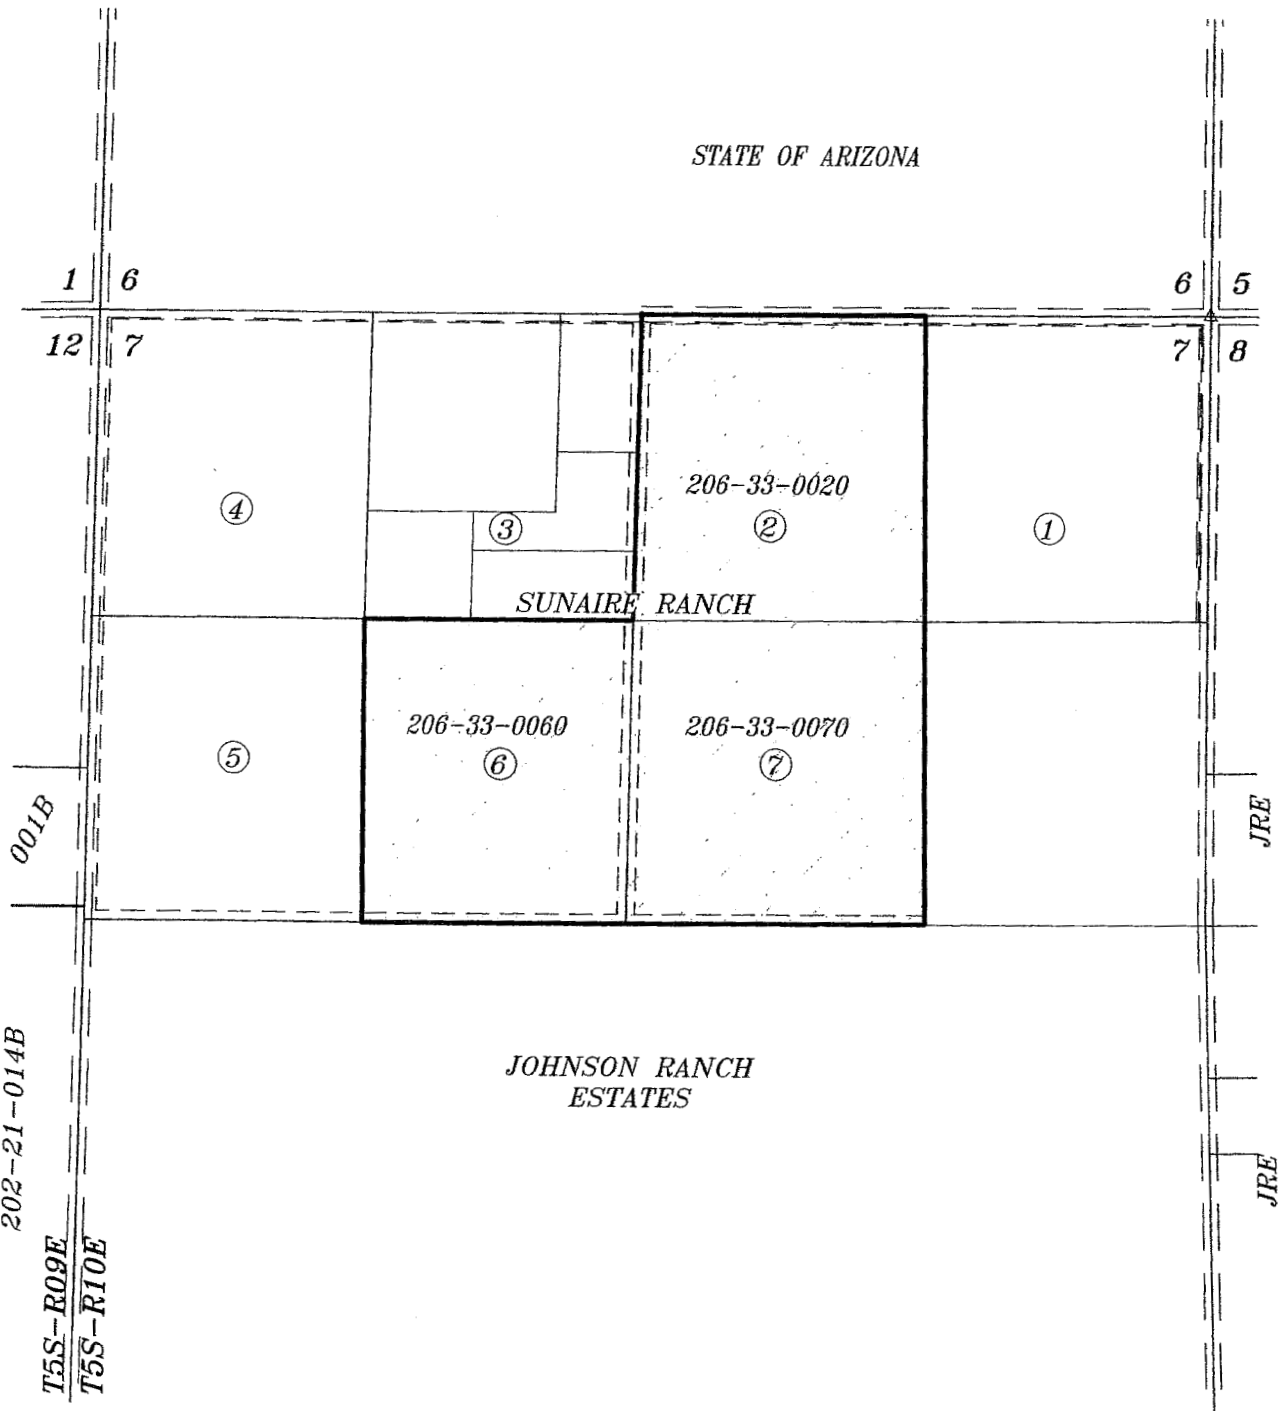 STATE OF ARIZONA
1 6
6 5
12 7
7 8
206-33-0020
4
3
2
1
SUNAIRE RANCH
206-33-0060
206-33-0070
5
6
7
001B
JRE
JOHNSON RANCH
ESTATES
202-21-014B
JRE
T5S-R09E
T5S-R10E